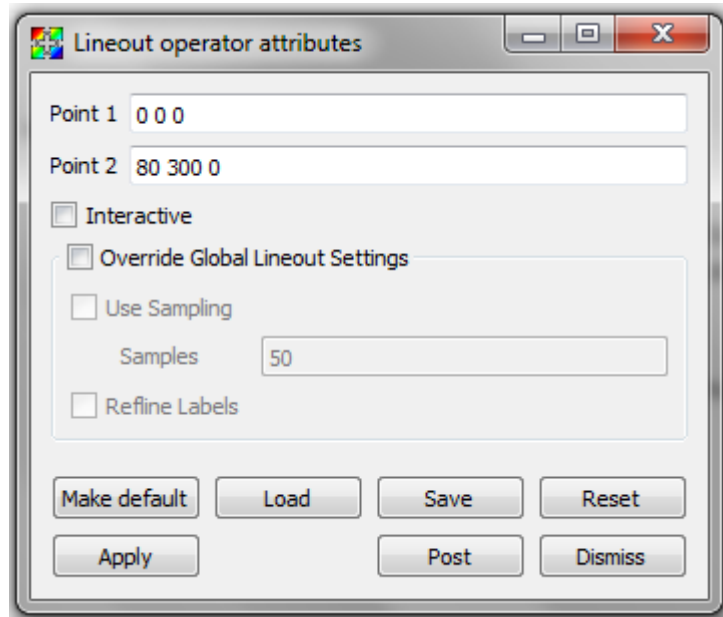 Lineout operator attributes
Point 1 0 0 0
Point 2 80 300 0
Interactive
Override Global Lineout Settings
Use Sampling
Samples 50
Refline Labels
Make default Load Save Reset
Apply Post Dismiss